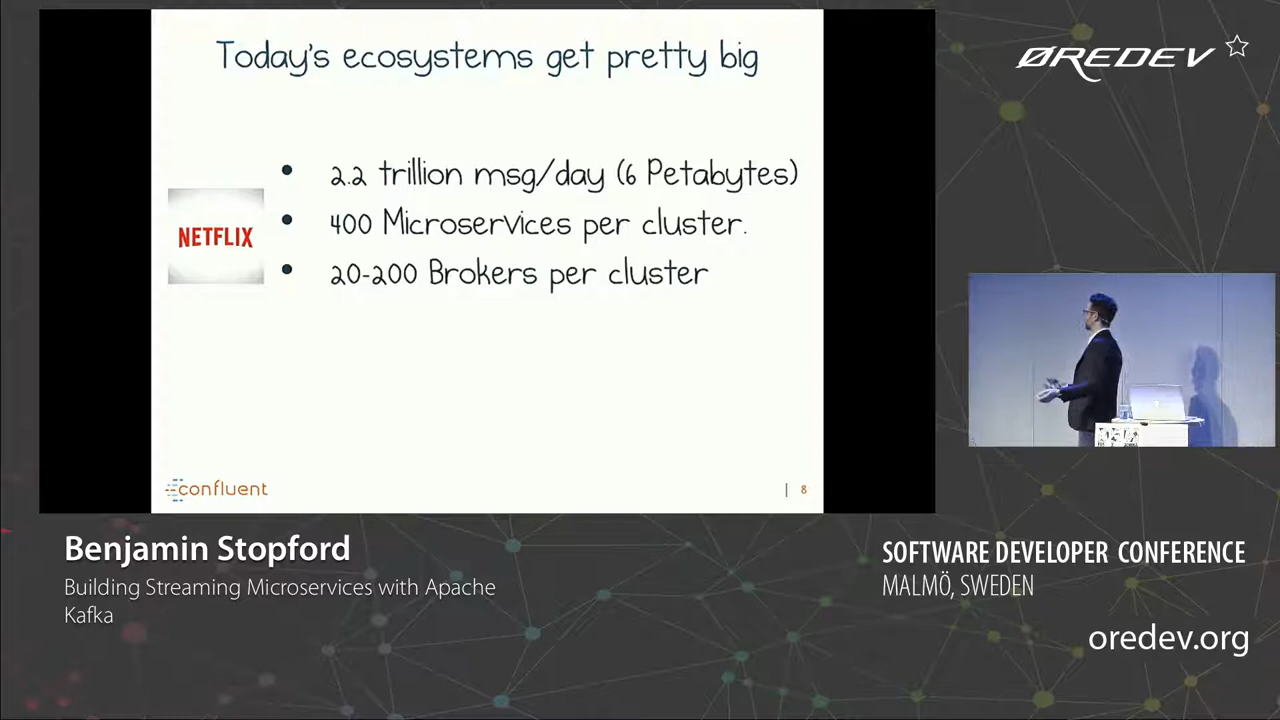 Today's ecosystems get pretty big
ØREDEV
2.2 trillion msg/day (6 Petabytes)
NETFLIX
400 Microservices per cluster.
20-200 Brokers per cluster
confluent
| 8
Benjamin Stopford
Building Streaming Microservices with Apache
Kafka
SOFTWARE DEVELOPER CONFERENCE
MALMÖ, SWEDEN
oredev.org